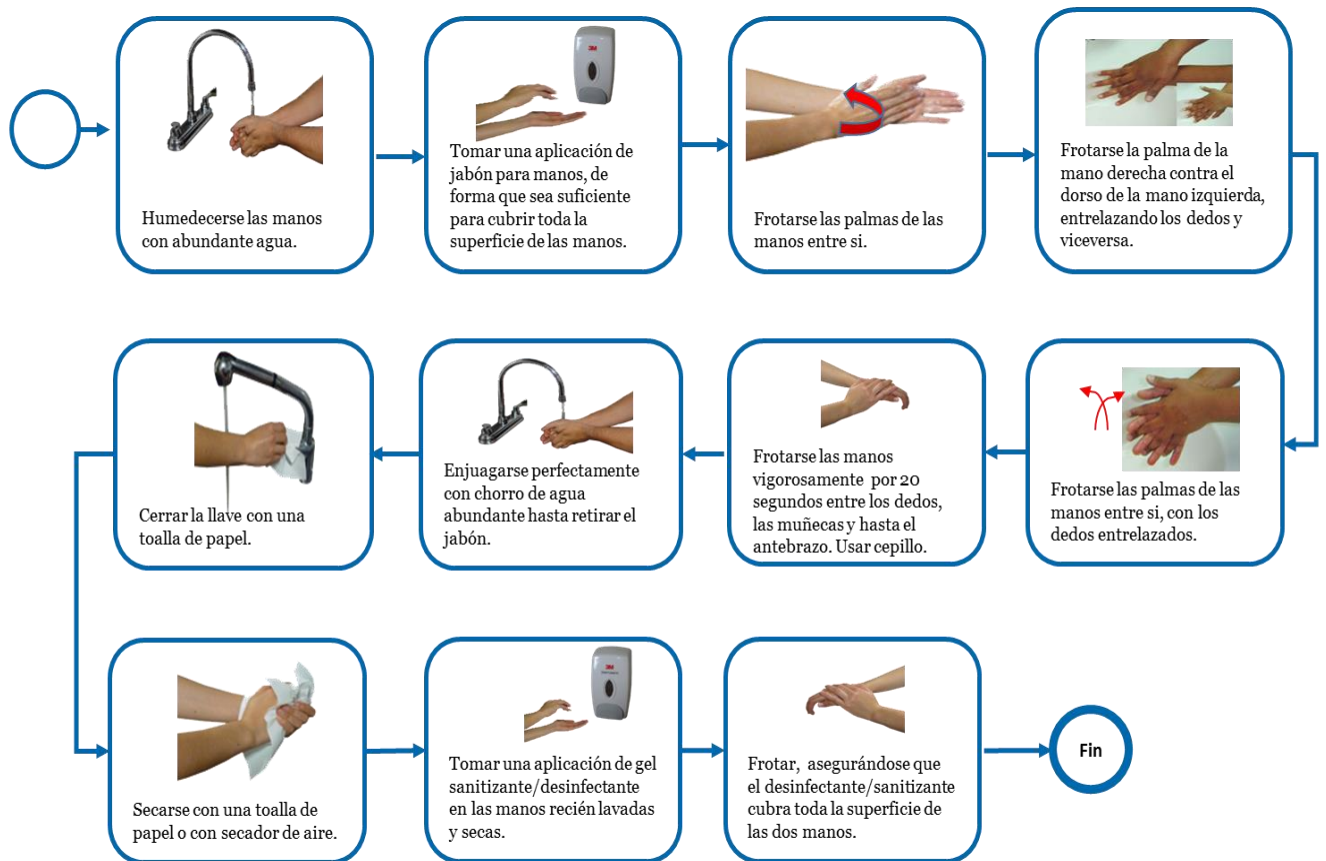 3M
Humedecerse las manos
con abundante agua.
Tomar una aplicación de
jabón para manos, de
forma que sea suficiente
para cubrir toda la
superficie de las manos.
Frotarse las palmas de las
manos entre si.
Frotarse la palma de la
mano derecha contra el
dorso de la mano izquierda,
entrelazando los dedos y
viceversa.
Frotarse las palmas de las
manos entre si, con los
dedos entrelazados.
Frotarse las manos
vigorosamente por 20
segundos entre los dedos,
las muñecas y hasta el
antebrazo. Usar cepillo.
Enjuagarse perfectamente
con chorro de agua
abundante hasta retirar el
jabón.
Cerrar la llave con una
toalla de papel.
Secarse con una toalla de
papel o con secador de aire.
3M
Tomar una aplicación de gel
sanitizante/desinfectante
en las manos recién lavadas
y secas.
Frotar, asegurándose que
el desinfectante/sanitizante
cubra toda la superficie de
las dos manos.
Fin